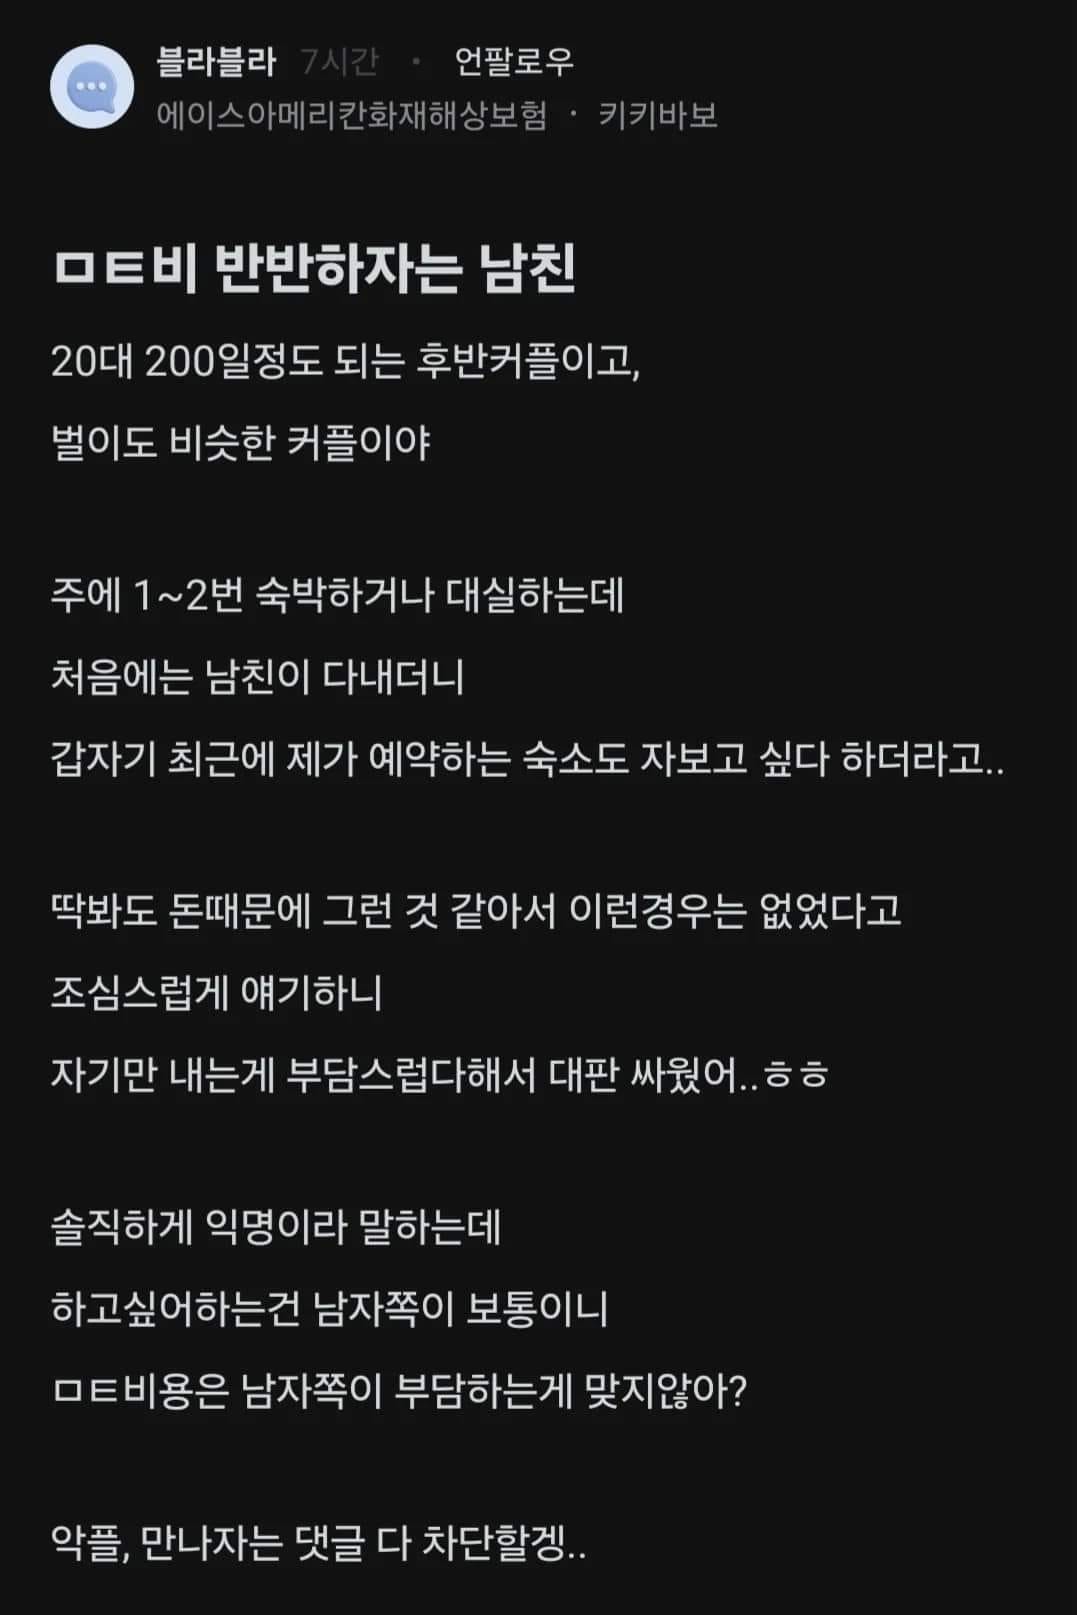 블라블라 7시간 · 언팔로우
에이스아메리칸화재해상보험 · 키키바보
ㅁㅌ비 반반하자는 남친
20대 200일정도 되는 후반커플이고,
벌이도 비슷한 커플이야
주에 1~2번 숙박하거나 대실하는데
처음에는 남친이 다내더니
갑자기 최근에 제가 예약하는 숙소도 자보고 싶다 하더라고..
딱봐도 돈때문에 그런 것 같아서 이런경우는 없었다고
조심스럽게 얘기하니
자기만 내는게 부담스럽다해서 대판 싸웠어..ㅎㅎ
솔직하게 익명이라 말하는데
하고싶어하는건 남자쪽이 보통이니
ㅁㅌ비용은 남자쪽이 부담하는게 맞지않아?
악플, 만나자는 댓글 다 차단할겡..